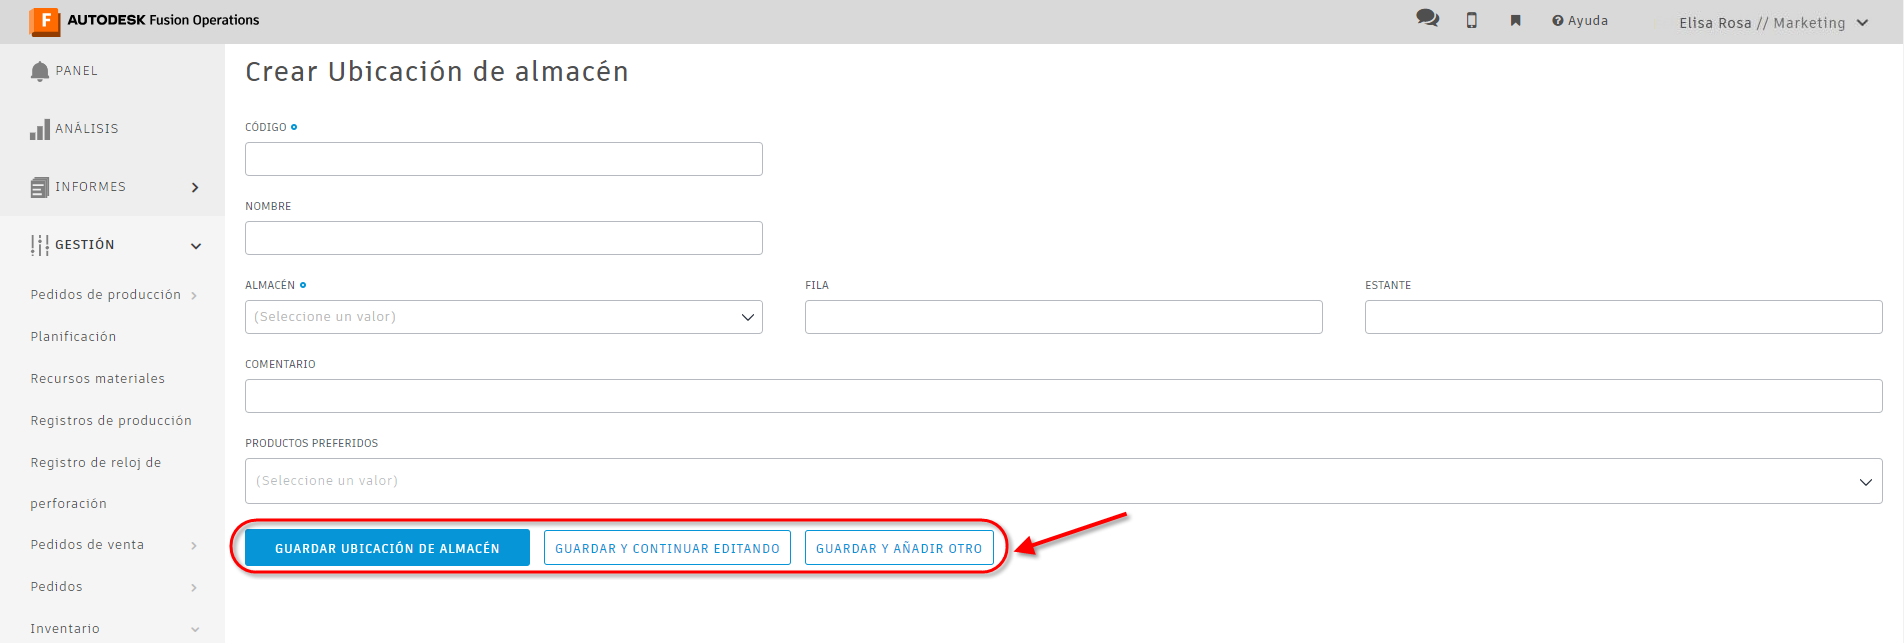 F AUTODESK Fusion Operations
Ayuda
Elisa Rosa // Marketing
PANEL
ANÁLISIS
INFORMES
GESTIÓN
Pedidos de producción
Planificación
Recursos materiales
Registros de producción
Registro de reloj de
perforación
Pedidos de venta
Pedidos
Inventario
Crear Ubicación de almacén
CÓDIGO
NOMBRE
ALMACÉN
(Seleccione un valor)
FILA
ESTANTE
COMENTARIO
PRODUCTOS PREFERIDOS
(Seleccione un valor)
GUARDAR UBICACIÓN DE ALMACÉN
GUARDAR Y CONTINUAR EDITANDO
GUARDAR Y AÑADIR OTRO